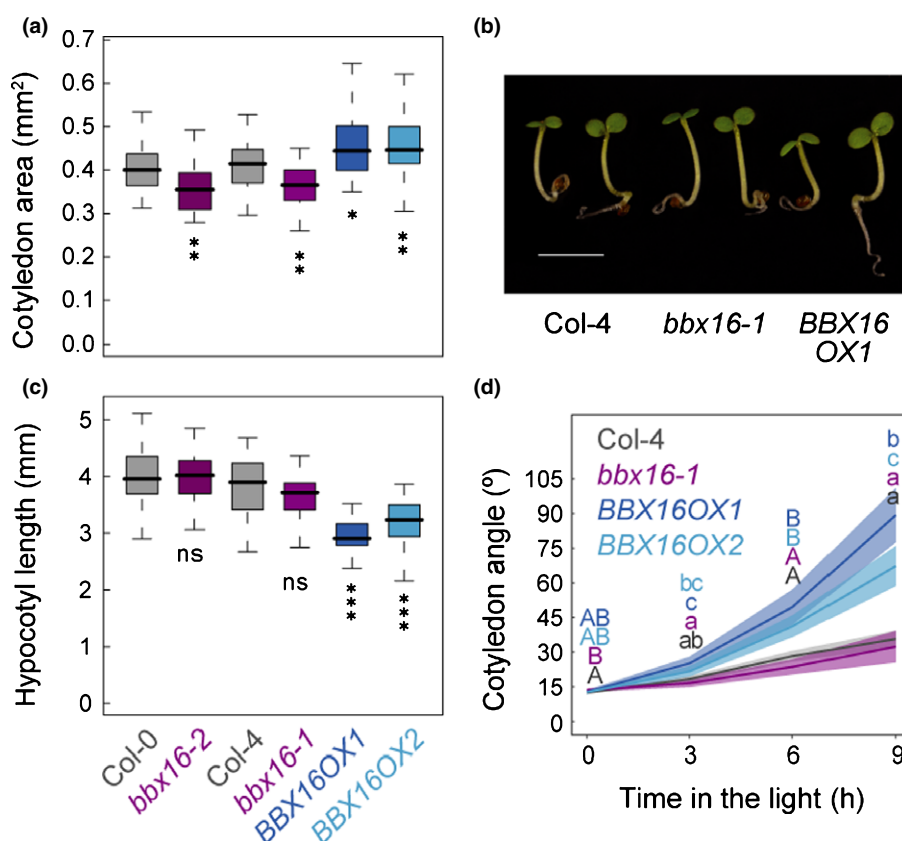 (a)
Cotyledon area (mm²)
0.7
0.6
0.5
0.4
0.3
0.2
0.1
0.0
**
**
*
**
(b)
Col-4
bbx16-1
BBX16
OX1
(c)
Hypocotyl length (mm)
5
4
3
2
1
0
ns
ns
***
***
Col-0
bbx16-2
Col-4
bbx16-1
BBX16OX1
BBX16OX2
(d)
Cotyledon angle (º)
105
90
75
60
45
30
15
0
Col-4
bbx16-1
BBX16OX1
BBX16OX2
AB
AB
B
A
bc
c
a
ab
B
B
A
A
b
c
a
a
0 3 6 9
Time in the light (h)